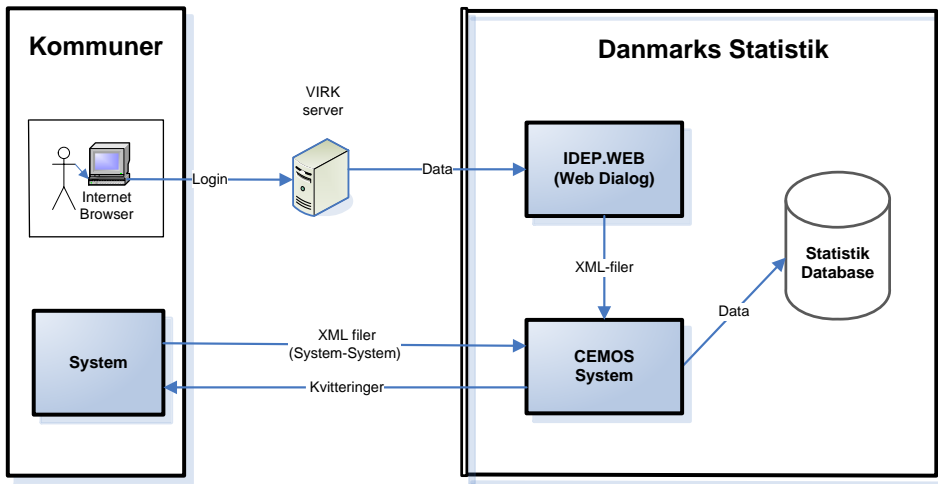 Kommuner
Danmarks Statistik
VIRK
server
IDEP.WEB
(Web Dialog)
Login
Data
Internet
Browser
Statistik
Database
XML-filer
Data
XML filer
(System-System)
System
CEMOS
System
Kvitteringer